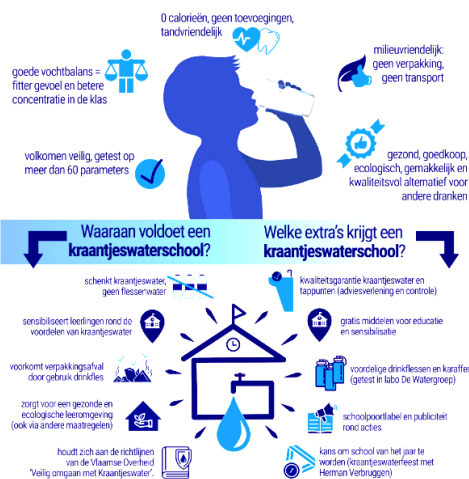 0 calorieën, geen toevoegingen,
tandvriendelijk
goede vochtbalans =
fitter gevoel en betere
concentratie in de klas
milieuvriendelijk:
geen verpakking,
geen transport
volkomen veilig, getest op
meer dan 60 parameters
gezond, goedkoop,
ecologisch, gemakkelijk en
kwaliteitsvol alternatief voor
andere dranken
Waaraan voldoet een
kraantjeswaterschool?
schenkt kraantjeswater,
geen flessenwater
sensibiliseert leerlingen rond de
voordelen van kraantjeswater
voorkomt verpakkingsafval
door gebruik drinkfles
zorgt voor een gezonde en
ecologische leeromgeving
(ook via andere maatregelen)
houdt zich aan de richtlijnen
van de Vlaamse Overheid
'Veilig omgaan met Kraantjeswater'.
Welke extra's krijgt een
kraantjeswaterschool?
kwaliteitsgarantie kraantjeswater en
tappunten (adviesverlening en controle)
gratis middelen voor educatie
en sensibilisatie
voordelige drinkflessen en karaffen
(getest in labo De Watergroep)
schoolpoortlabel en publiciteit
rond acties
kans om school van het jaar te
worden (kraantjeswaterfeest met
Herman Verbruggen)